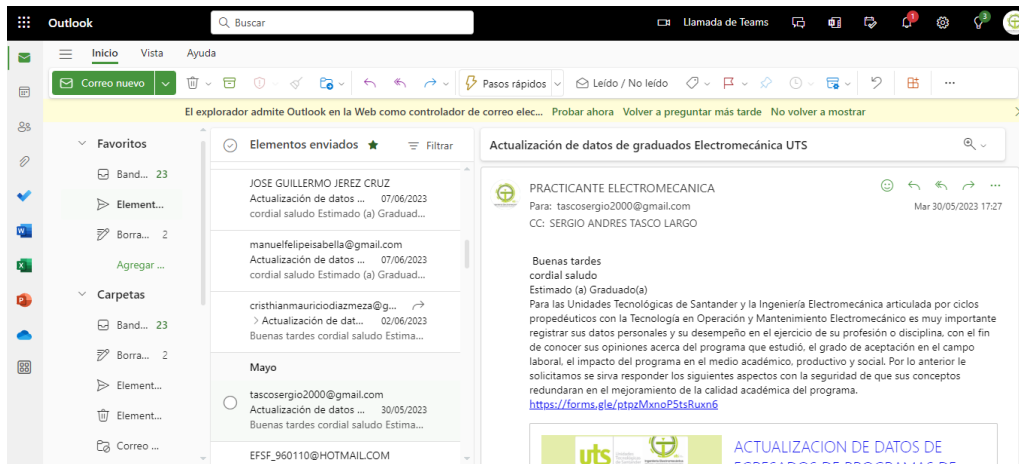 Outlook
Buscar
Llamada de Teams
1
3
Inicio
Vista
Ayuda
Correo nuevo
Pasos rápidos
Leído / No leído
El explorador admite Outlook en la Web como controlador de correo elec... Probar ahora Volver a preguntar más tarde No volver a mostrar
Favoritos
Band... 23
Element...
Borra... 2
Agregar ...
Carpetas
Band... 23
Borra... 2
Element...
Element...
Correo ...
Elementos enviados
Filtrar
JOSE GUILLERMO JEREZ CRUZ
Actualización de datos ... 07/06/2023
cordial saludo Estimado (a) Graduad...
manuelfelipeisabella@gmail.com
Actualización de datos ... 07/06/2023
cordial saludo Estimado (a) Graduad...
cristhianmauriciodiazmeza@g...
> Actualización de dat... 02/06/2023
Buenas tardes cordial saludo Estima...
Mayo
tascosergio2000@gmail.com
Actualización de datos ... 30/05/2023
Buenas tardes cordial saludo Estima...
EFSF_960110@HOTMAIL.COM
Actualización de datos de graduados Electromecánica UTS
PRACTICANTE ELECTROMECANICA
Para: tascosergio2000@gmail.com
Mar 30/05/2023 17:27
CC: SERGIO ANDRES TASCO LARGO
Buenas tardes
cordial saludo
Estimado (a) Graduado(a)
Para las Unidades Tecnológicas de Santander y la Ingeniería Electromecánica articulada por ciclos
propedéuticos con la Tecnología en Operación y Mantenimiento Electromecánico es muy importante
registrar sus datos personales y su desempeño en el ejercicio de su profesión o disciplina, con el fin
de conocer sus opiniones acerca del programa que estudió, el grado de aceptación en el campo
laboral, el impacto del programa en el medio académico, productivo y social. Por lo anterior le
solicitamos se sirva responder los siguientes aspectos con la seguridad de que sus conceptos
redundaran en el mejoramiento de la calidad académica del programa.
https://forms.gle/ptpzMxnoP5tsRuxn6
uts
ACTUALIZACION DE DATOS DE
EGRESADOS DE PROGRAMAS DE